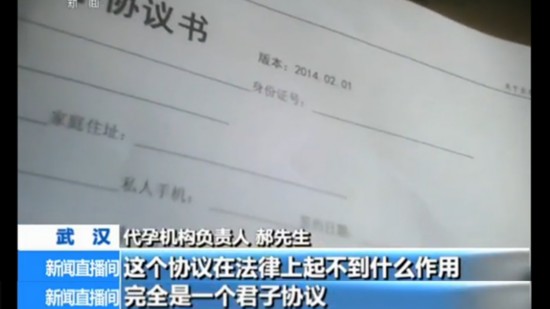 新闻
协议书
版本：2014.02.01
身份证号：
家庭住址：
私人手机：
武汉
代孕机构负责人 郝先生
新闻直播间
这个协议在法律上起不到什么作用
新闻直播间
完全是一个君子协议